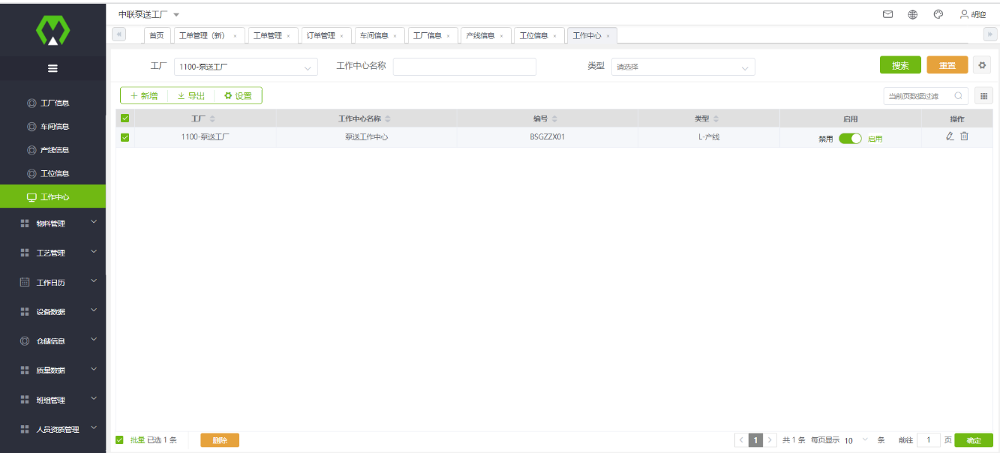 中联泵送工厂
胡迎
首页 工单管理（新） × 工单管理 × 订单管理 × 车间信息 × 工厂信息 × 产线信息 × 工位信息 × 工作中心 ×
工厂 1100-泵送工厂 工作中心名称 类型 请选择 搜索 重置
新增 导出 设置 当前页数据过滤
工厂 工作中心名称 编号 类型 启用 操作
1100-泵送工厂 泵送工作中心 BSGZZX01 L-产线 禁用 启用
工厂信息
车间信息
产线信息
工位信息
工作中心
物料管理
工艺管理
工作日历
设备数据
仓储信息
质量数据
班组管理
人员资质管理
批量 已选 1 条 删除 1 共 1 条 每页显示 10 条 前往 1 页 确定